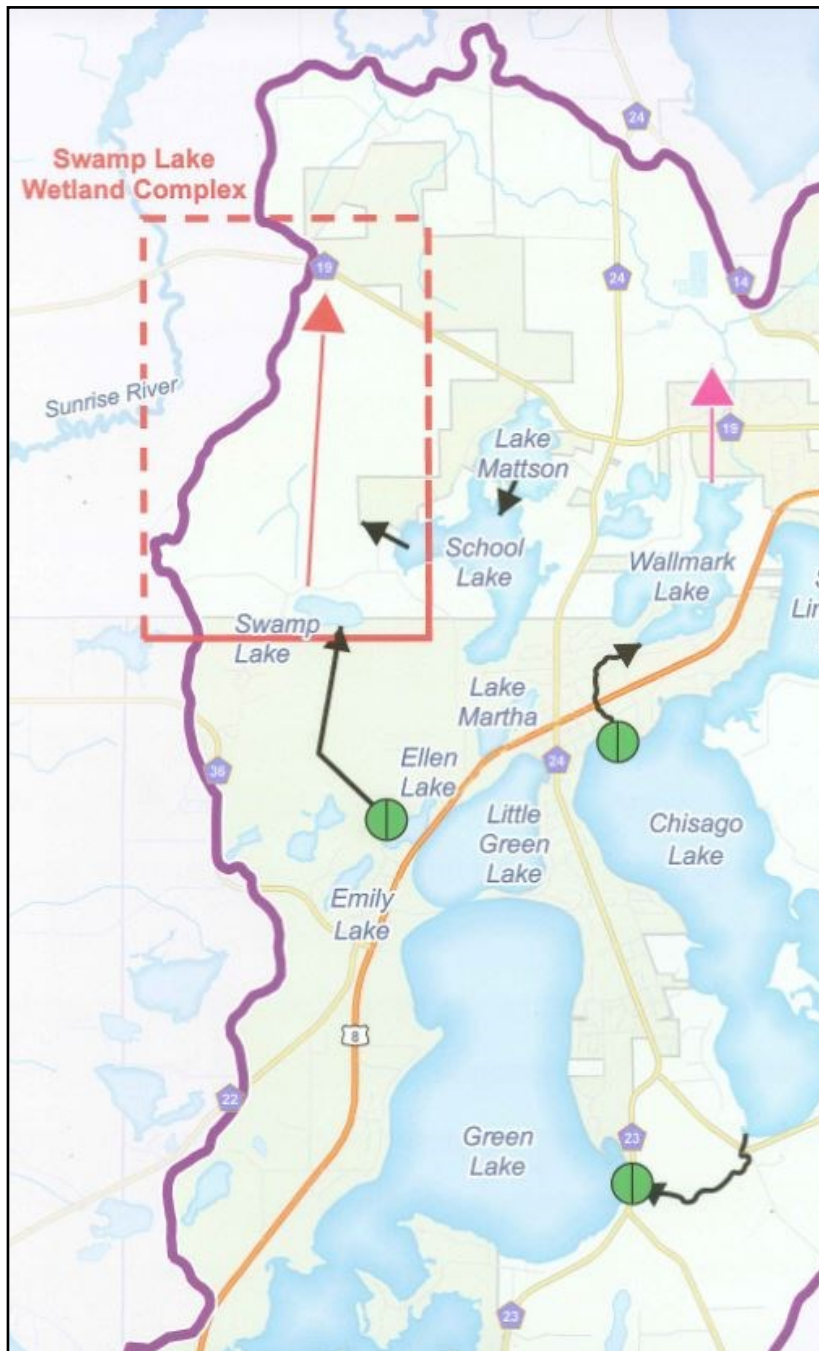 24
Swamp Lake
Wetland Complex
19
24
14
Sunrise River
19
Lake
Mattson
School
Lake
Wallmark
Lake
Swamp
Lake
Lake
Martha
36
Ellen
Lake
24
Little
Green
Lake
Chisago
Lake
Emily
Lake
8
22
Green
Lake
23
23